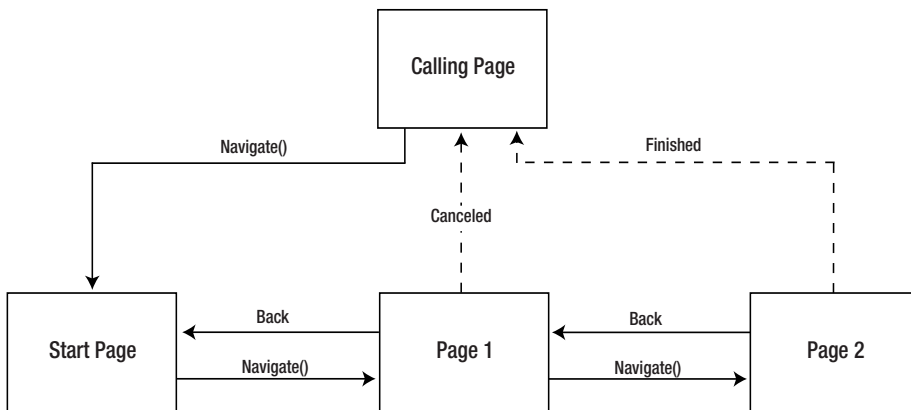 Calling Page
Navigate()
Finished
Canceled
Start Page
Back
Navigate()
Page 1
Back
Navigate()
Page 2